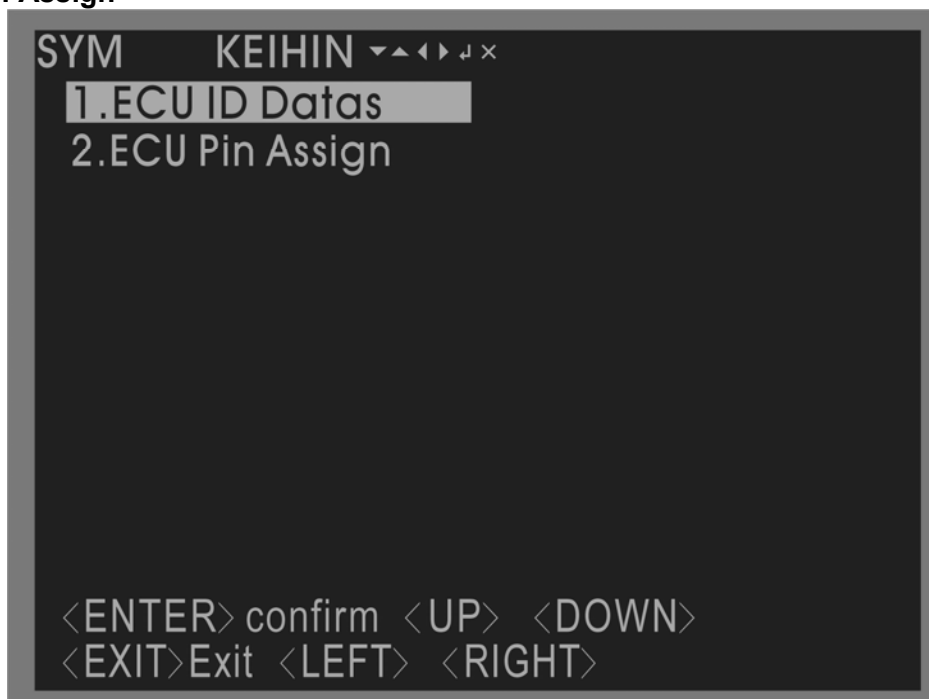 Assign
SYM KEIHIN ▼▲◀▶↲×
1.ECU ID Datas
2.ECU Pin Assign
<ENTER> confirm <UP> <DOWN>
<EXIT>Exit <LEFT> <RIGHT>